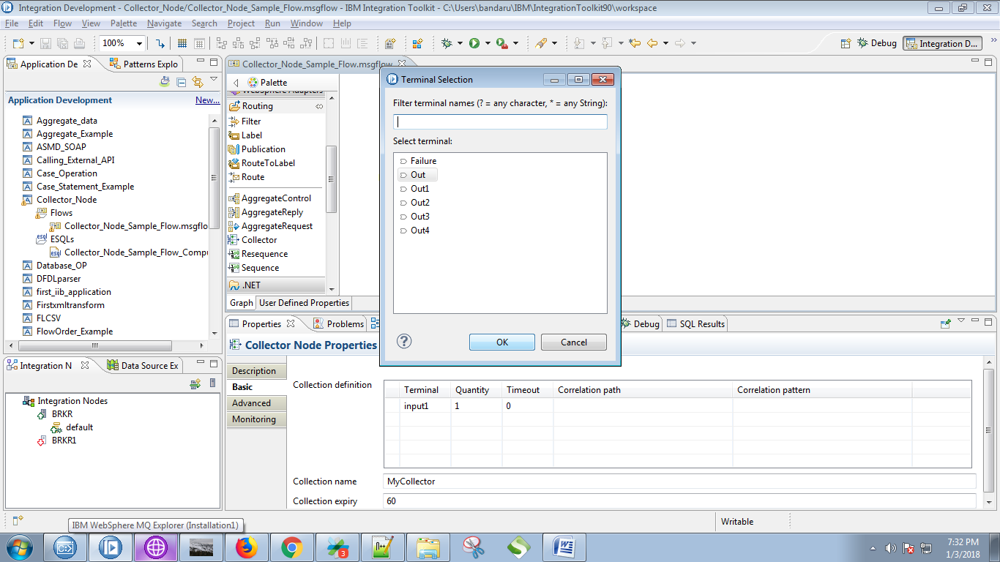 Integration Development - Collector_Node/Collector_Node_Sample_Flow.msgflow - IBM Integration Toolkit - C:\Users\bandaru\IBM\IntegrationToolkit90\workspace
File Edit Flow View Palette Navigate Search Project Run Window Help
100%
Debug
Integration D...
Application De
Patterns Explo
Application Development
New...
Aggregate_data
Aggregate_Example
ASMD_SOAP
Calling_External_API
Case_Operation
Case_Statement_Example
Collector_Node
Flows
Collector_Node_Sample_Flow.msgflo
ESQLs
Collector_Node_Sample_Flow_Compu
Database_OP
DFDLparser
first_iib_application
Firstxmltransform
FLCSV
FlowOrder_Example
Integration N
Data Source Ex
Integration Nodes
BRKR
default
BRKR1
Collector_Node_Sample_Flow.msgflow
Palette
WebSphere Adapters
Routing
Filter
Label
Publication
RouteToLabel
Route
AggregateControl
AggregateReply
AggregateRequest
Collector
Resequence
Sequence
.NET
Graph
User Defined Properties
Terminal Selection
Filter terminal names (? = any character, * = any String):
Select terminal:
Failure
Out
Out1
Out2
Out3
Out4
OK
Cancel
Properties
Problems
Debug
SQL Results
Collector Node Properties
Description
Basic
Advanced
Monitoring
Collection definition
Terminal Quantity Timeout Correlation path Correlation pattern
input1 1 0
Collection name MyCollector
Collection expiry 60
Writable
IBM WebSphere MQ Explorer (Installation1)
3
7:32 PM
1/3/2018